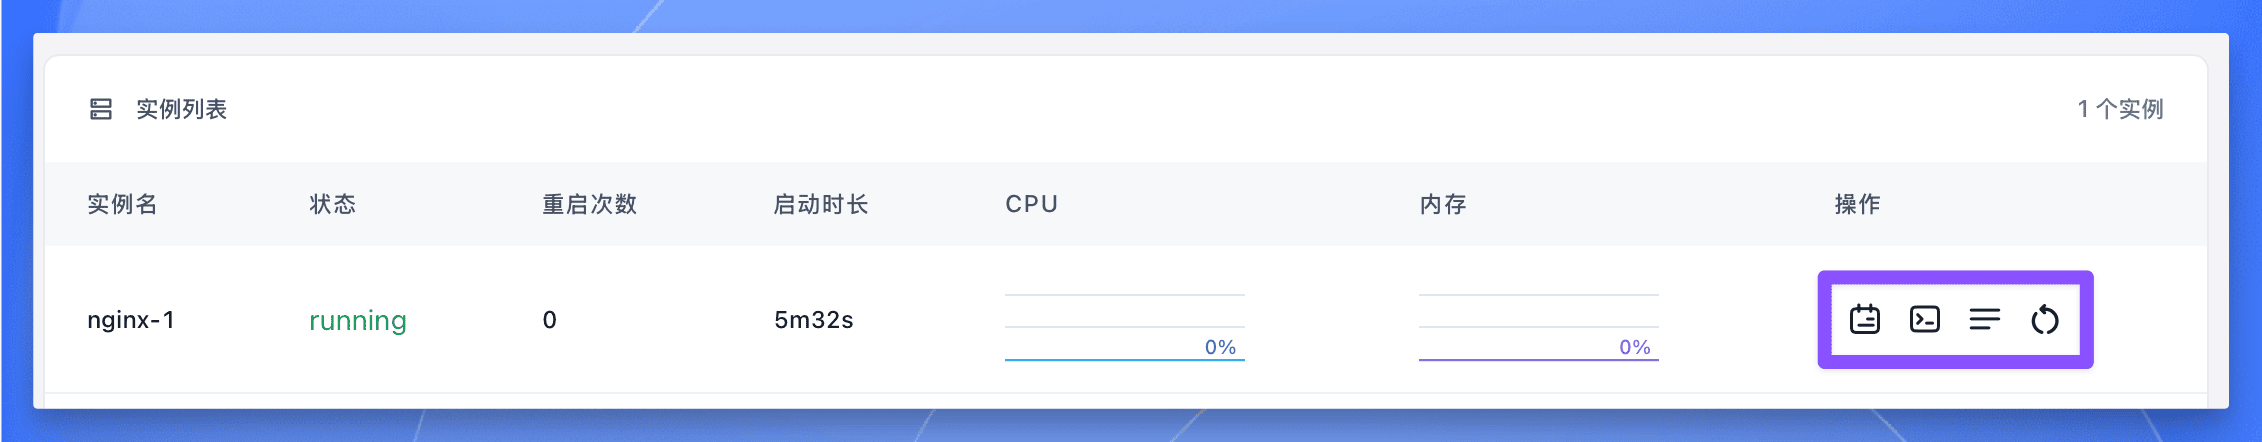 实例列表
1 个实例
实例名 状态 重启次数 启动时长 CPU 内存 操作
nginx-1 running 0 5m32s 0% 0%